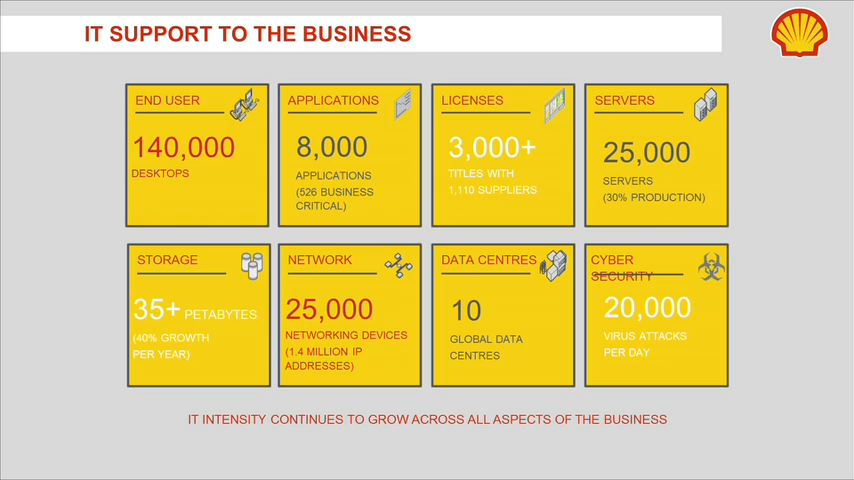 IT SUPPORT TO THE BUSINESS
END USER
140,000
DESKTOPS
APPLICATIONS
8,000
APPLICATIONS
(526 BUSINESS
CRITICAL)
LICENSES
3,000+
TITLES WITH
1,110 SUPPLIERS
SERVERS
25,000
SERVERS
(30% PRODUCTION)
STORAGE
35+ PETABYTES
(40% GROWTH
PER YEAR)
NETWORK
25,000
NETWORKING DEVICES
(1.4 MILLION IP
ADDRESSES)
DATA CENTRES
10
GLOBAL DATA
CENTRES
CYBER
SECURITY
20,000
VIRUS ATTACKS
PER DAY
IT INTENSITY CONTINUES TO GROW ACROSS ALL ASPECTS OF THE BUSINESS